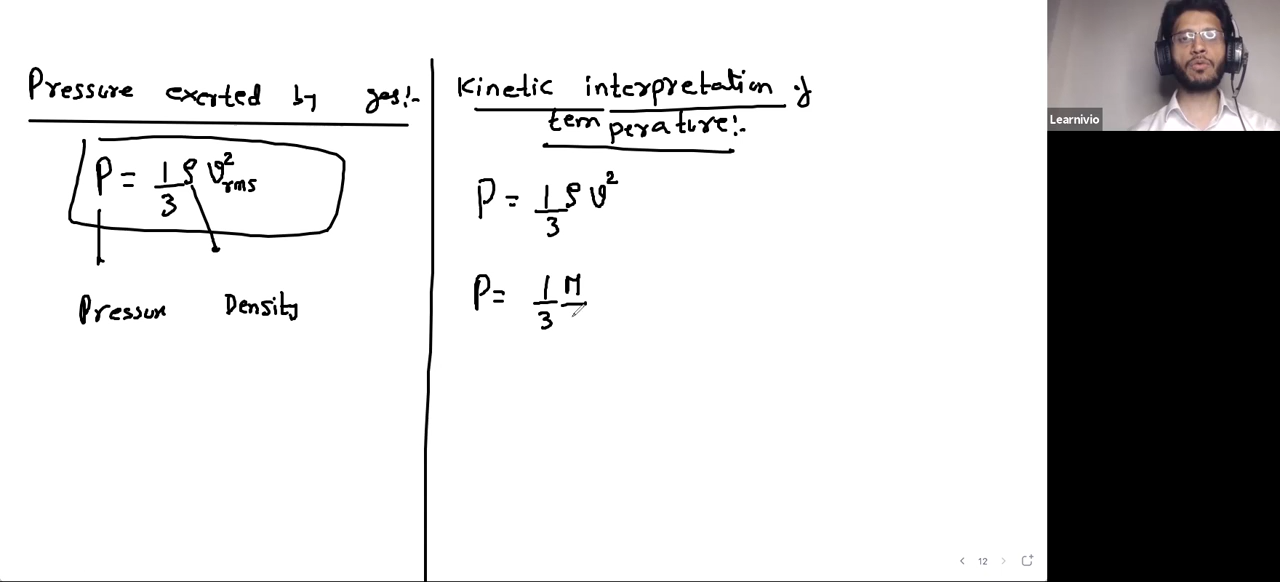 Pressure exerted by gas:-
P = 1/3 ρ v²rms
Pressure Density
Kinetic interpretation of
temperature:-
P = 1/3 ρ v²
P = 1/3 M
Learnivio
12